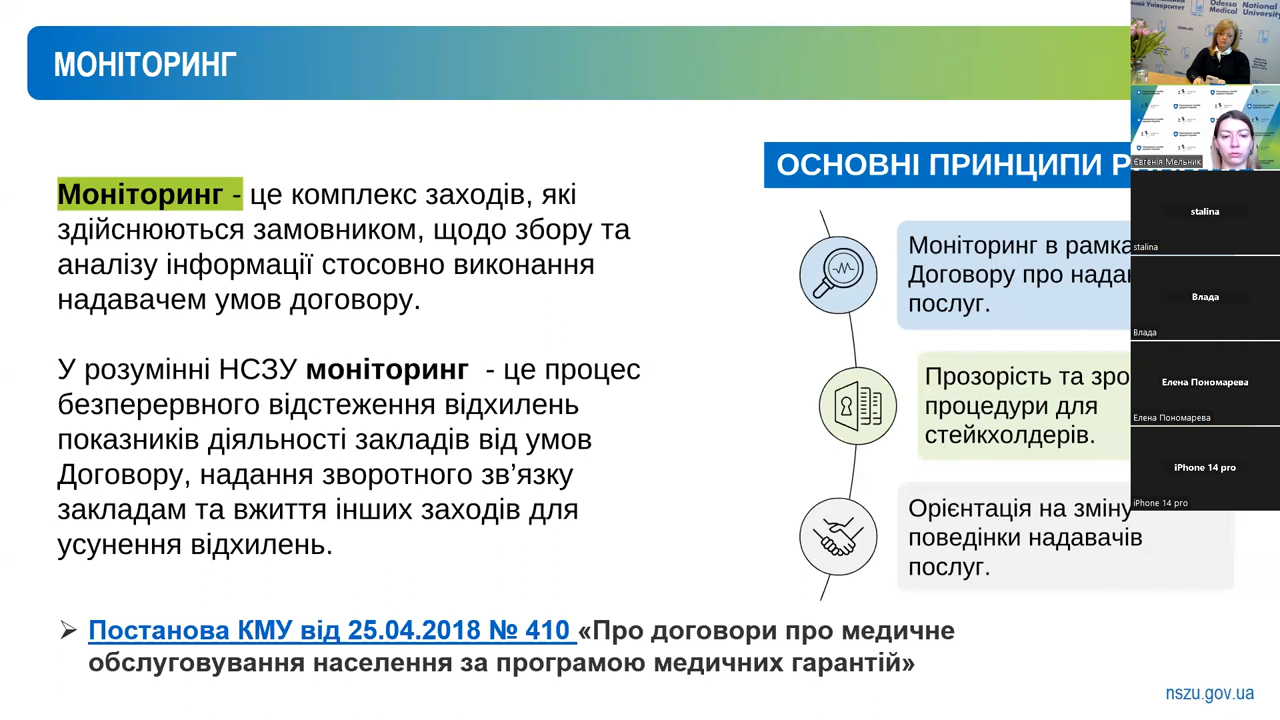 МОНІТОРИНГ
Моніторинг - це комплекс заходів, які
здійснюються замовником, щодо збору та
аналізу інформації стосовно виконання
надавачем умов договору.
У розумінні НСЗУ моніторинг - це процес
безперервного відстеження відхилень
показників діяльності закладів від умов
Договору, надання зворотного зв’язку
закладам та вжиття інших заходів для
усунення відхилень.
➢ Постанова КМУ від 25.04.2018 № 410 «Про договори про медичне
обслуговування населення за програмою медичних гарантій»
ОСНОВНІ ПРИНЦИПИ
Моніторинг в
Договору про
послуг.
Прозорість та
процедури для
стейкхолдерів.
Орієнтація на зміну
поведінки надавачів
послуг.
nszu.gov.ua
Odessa National
Medical University
Євгенія Мельник
stalina
stalina
Влада
Влада
Елена Пономарева
Елена Пономарева
iPhone 14 pro
iPhone 14 pro